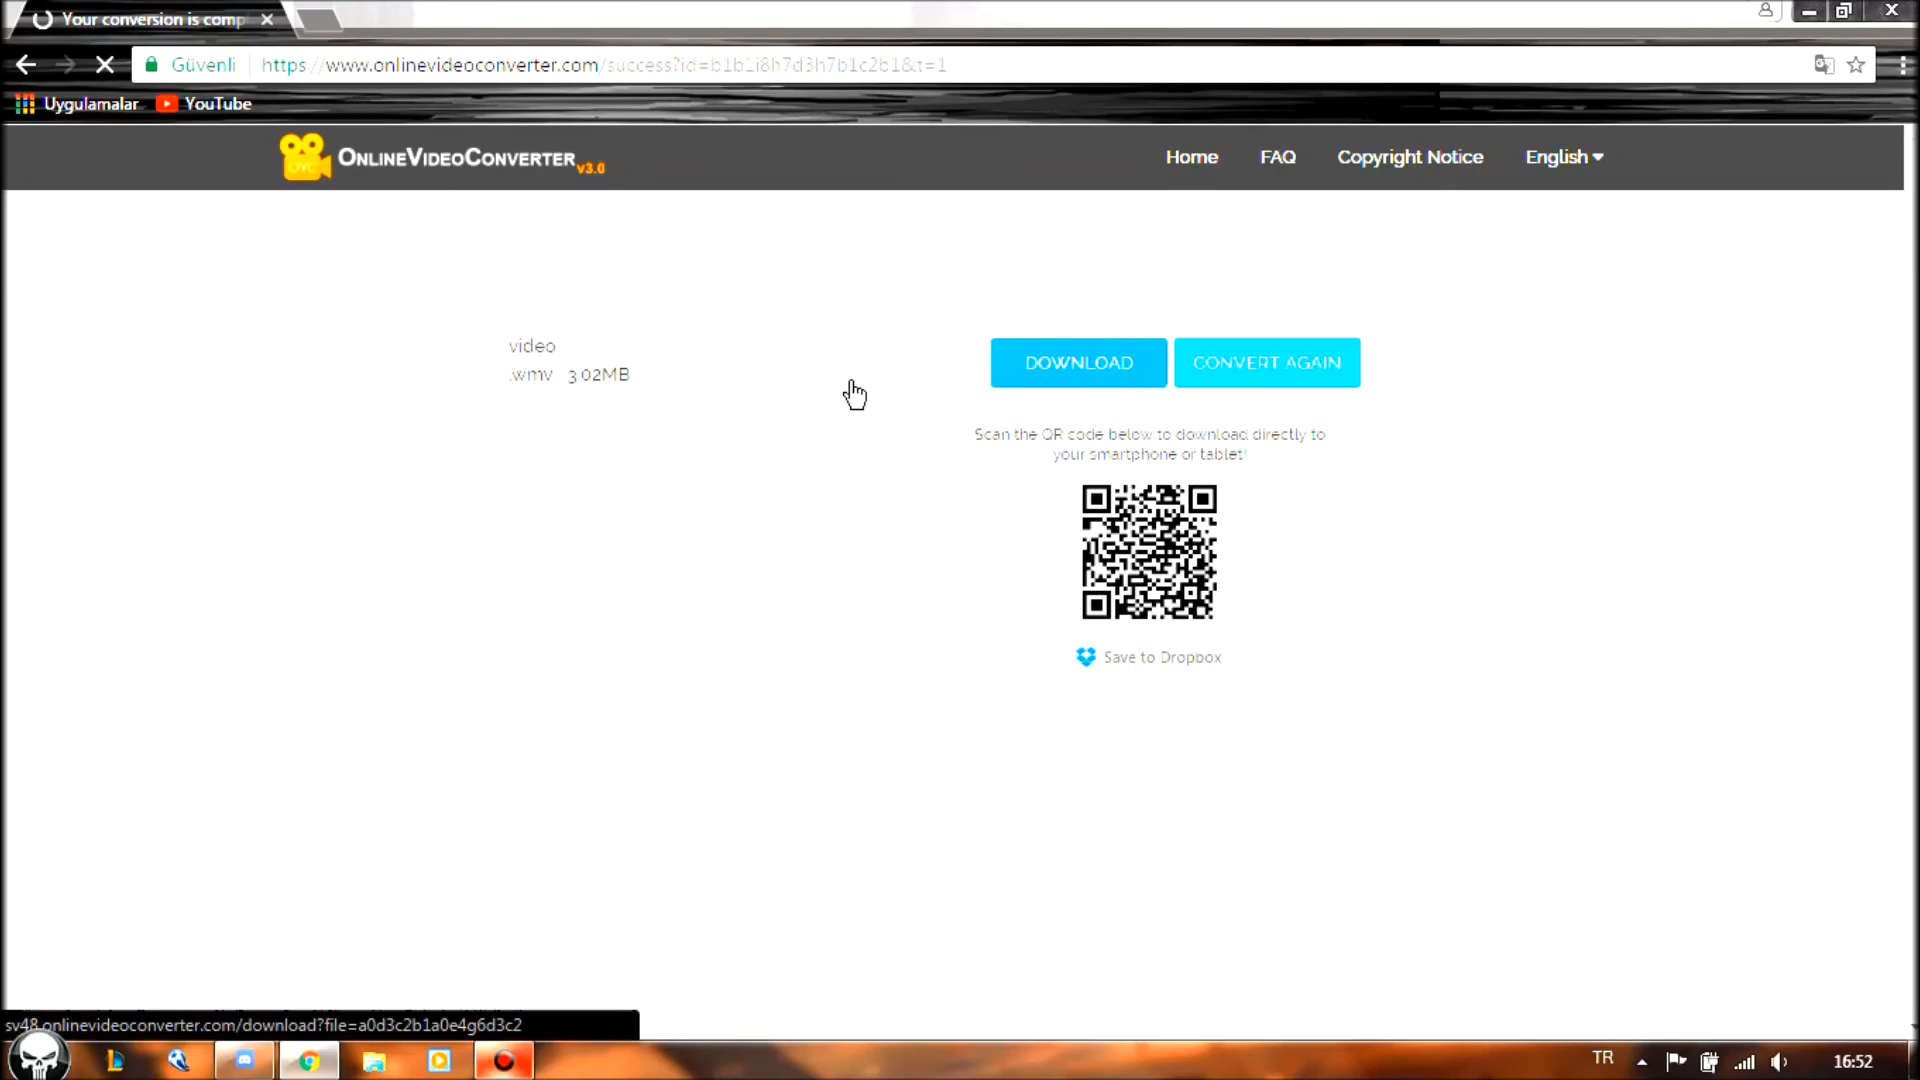 Your conversion is comp
Güvenli https://www.onlinevideoconverter.com/success?id=b1b1i8h7d3h7b1c2b1&t=1
Uygulamalar YouTube
OVC ONLINEVIDEOCONVERTER v3.0 Home FAQ Copyright Notice English
video
.wmv 3.02MB
DOWNLOAD CONVERT AGAIN
Scan the QR code below to download directly to
your smartphone or tablet!
Save to Dropbox
sv48.onlinevideoconverter.com/download?file=a0d3c2b1a0e4g6d3c2
TR 16:52